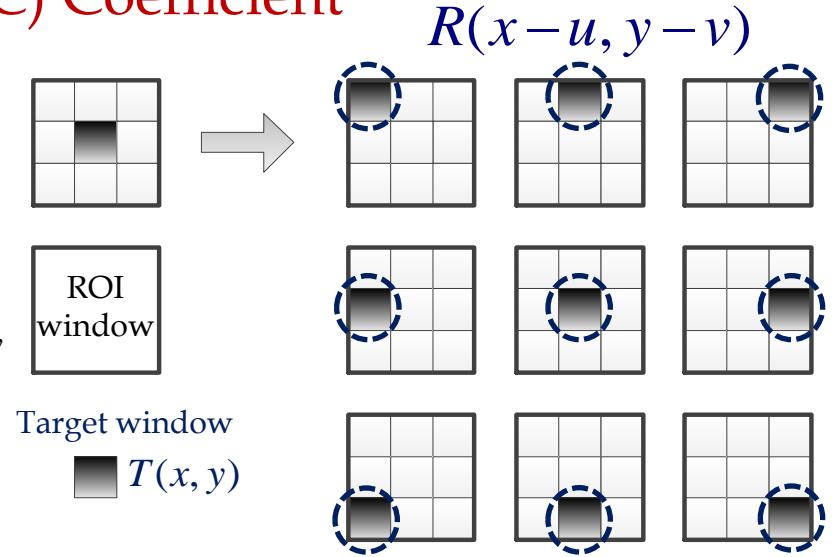 C) Coefficient
R(x−u, y−v)
ROI
window
,
Target window
T(x, y)